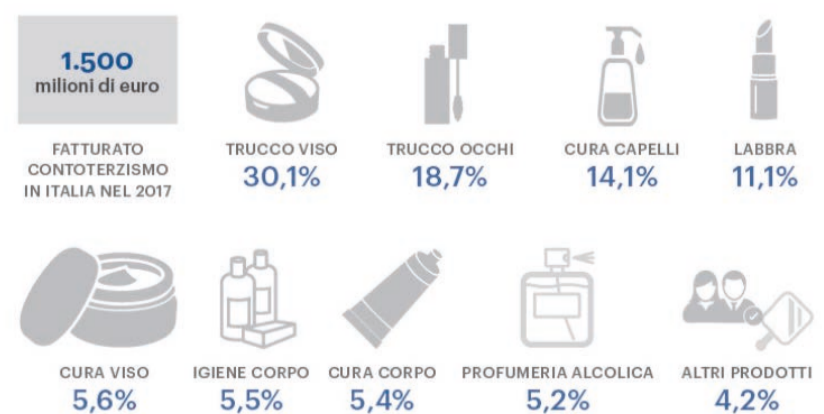 1.500
milioni di euro
FATTURATO
CONTOTERZISMO
IN ITALIA NEL 2017
TRUCCO VISO
30,1%
TRUCCO OCCHI
18,7%
CURA CAPELLI
14,1%
LABBRA
11,1%
CURA VISO
5,6%
IGIENE CORPO
5,5%
CURA CORPO
5,4%
PROFUMERIA ALCOLICA
5,2%
ALTRI PRODOTTI
4,2%